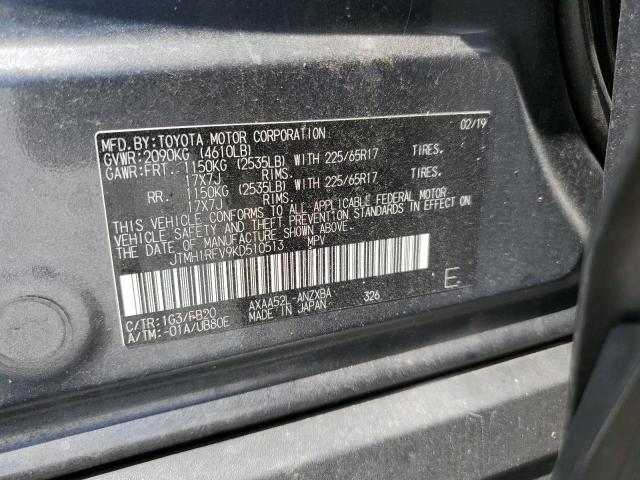 MFD. BY: TOYOTA MOTOR CORPORATION 02/19
GVWR: 2090KG (4610LB)
GAWR: FRT. 1150KG (2535LB) WITH 225/65R17 TIRES.
17X7J RIMS.
RR. 1150KG (2535LB) WITH 225/65R17 TIRES.
17X7J RIMS.
THIS VEHICLE CONFORMS TO ALL APPLICABLE FEDERAL MOTOR
VEHICLE SAFETY AND THEFT PREVENTION STANDARDS IN EFFECT
ON THE DATE OF MANUFACTURE SHOWN ABOVE.
JTMH1RFV9KD510513 MPV
C/TR: 1G3/FB20 AXAA52L-ANZXBA 326 E
A/TM: -01A/UB80E MADE IN JAPAN